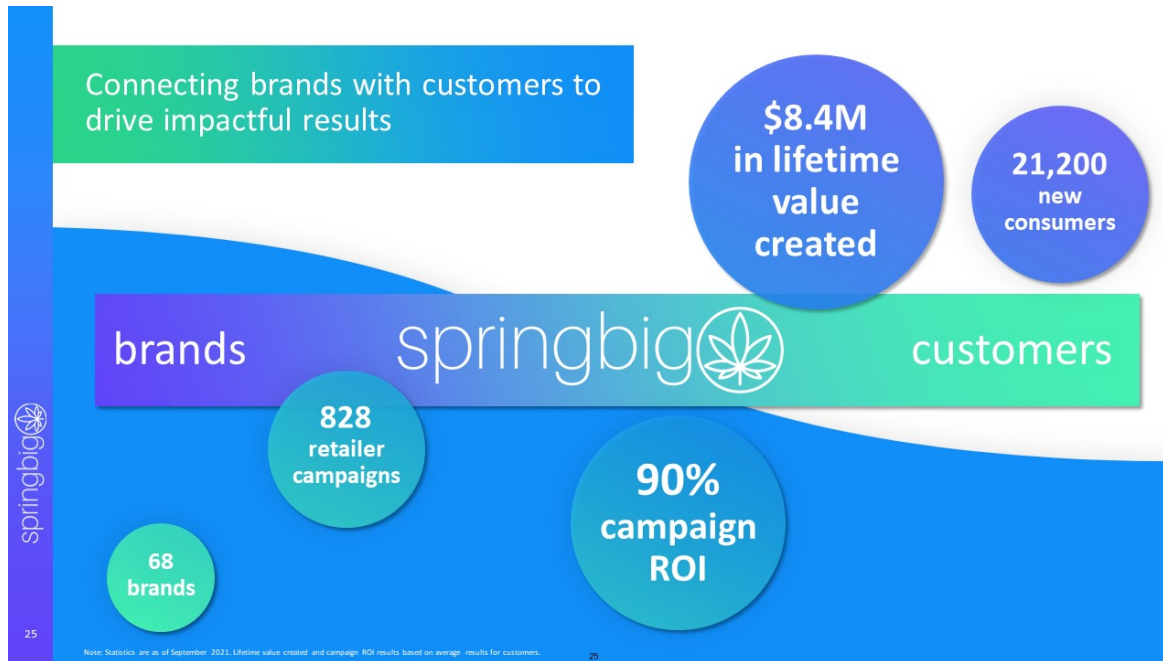 Connecting brands with customers to
drive impactful results
$8.4M
in lifetime
value
created
21,200
new
consumers
brands
springbig
customers
828
retailer
campaigns
90%
campaign
ROI
68
brands
springbig
25
Note: Statistics are as of September 2021. Lifetime value created and campaign ROI results based on average results for customers.
25